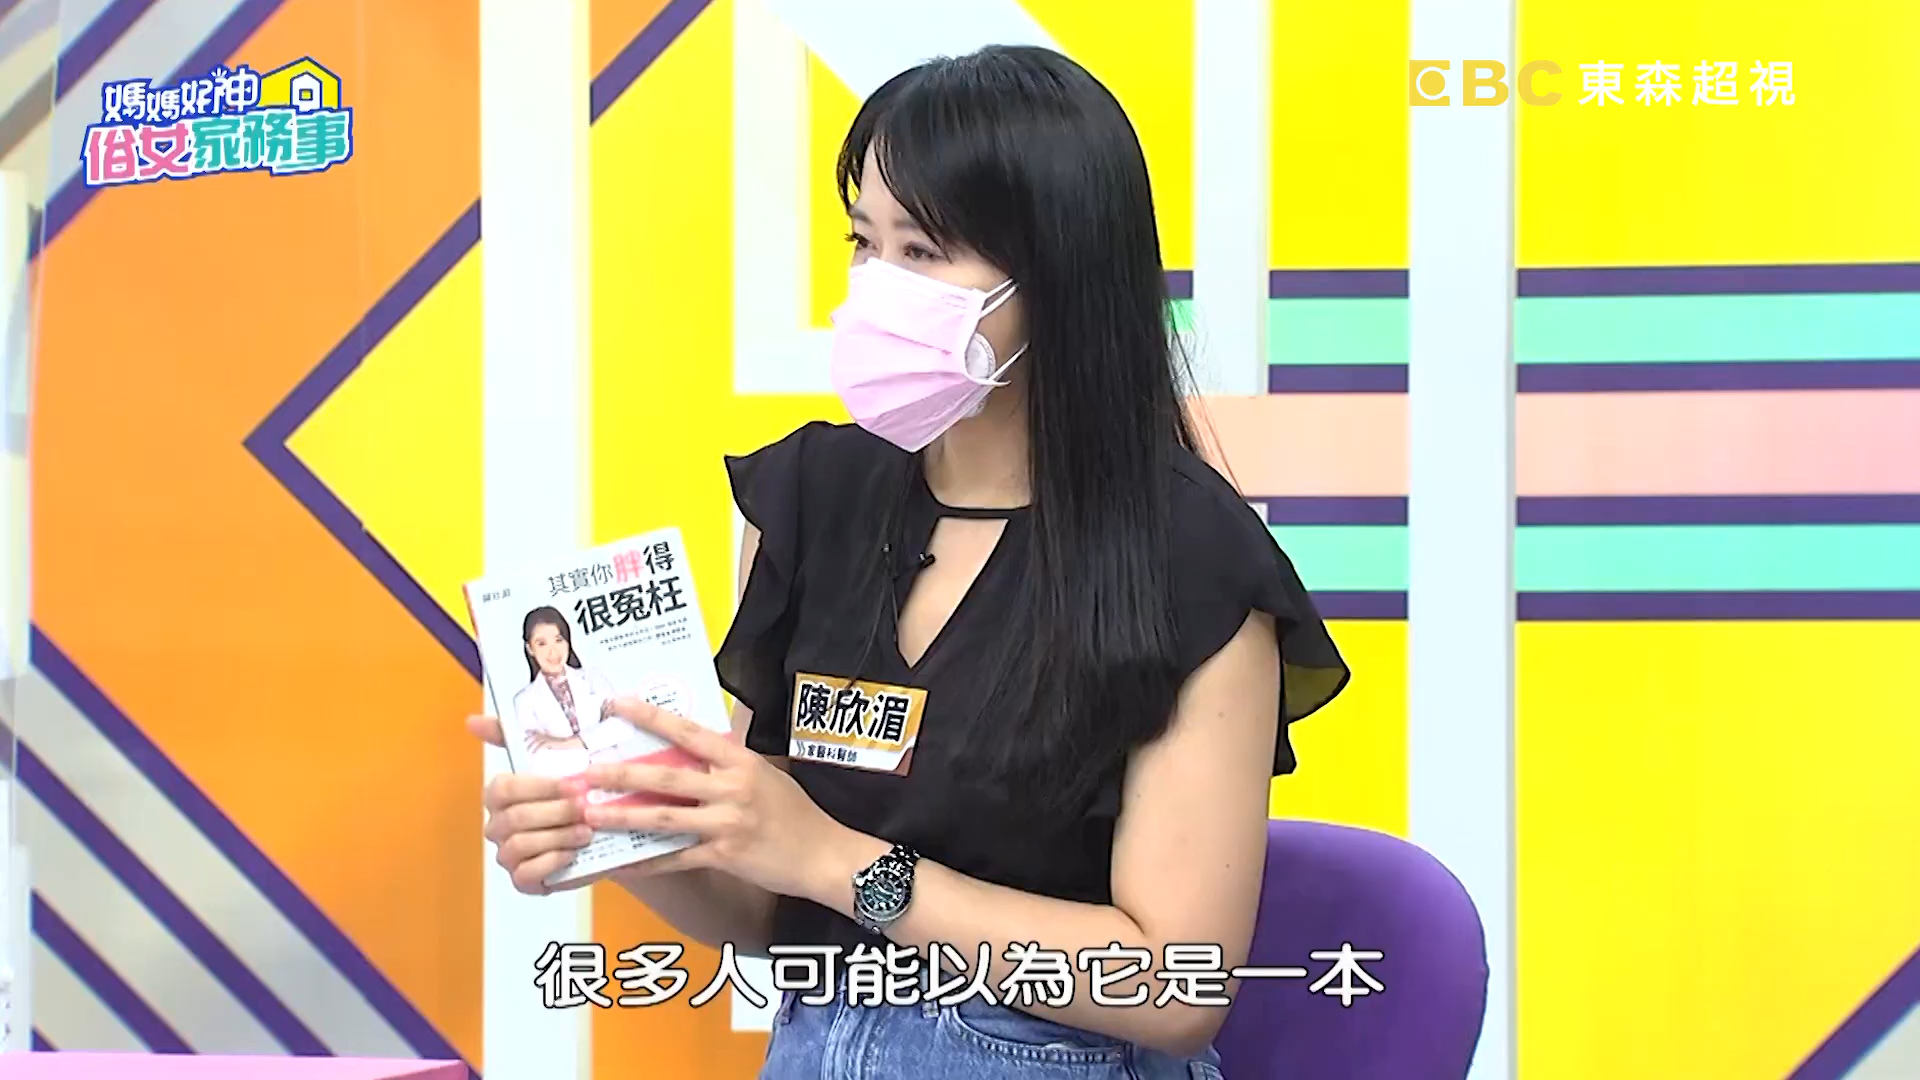 媽媽好神
俗女家務事
EBC 東森超視
其實你胖得
很冤枉
陳欣湄
家醫科醫師
很多人可能以為它是一本